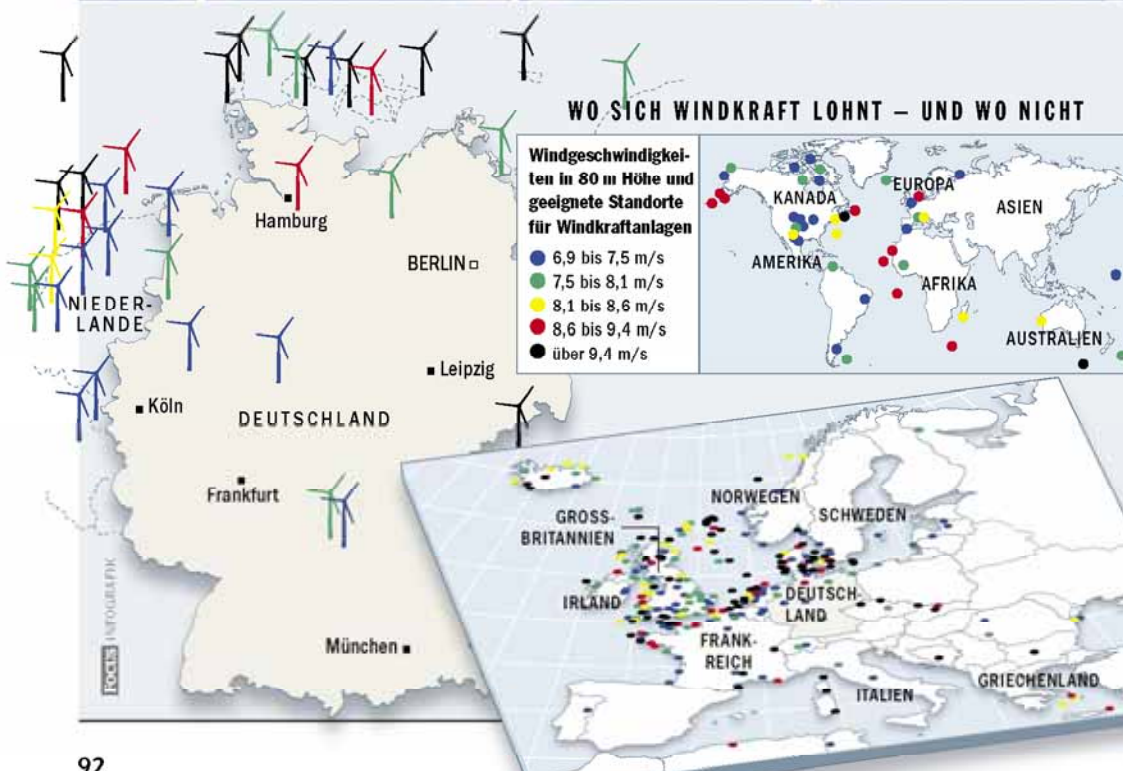 WO SICH WINDKRAFT LOHNT – UND WO NICHT
Windgeschwindigkei-
ten in 80 m Höhe und
geeignete Standorte
für Windkraftanlagen
6,9 bis 7,5 m/s
7,5 bis 8,1 m/s
8,1 bis 8,6 m/s
8,6 bis 9,4 m/s
über 9,4 m/s
KANADA
EUROPA
ASIEN
AMERIKA
AFRIKA
AUSTRALIEN
Hamburg
BERLIN
NIEDER-
LANDE
Leipzig
Köln
DEUTSCHLAND
Frankfurt
München
NORWEGEN
SCHWEDEN
GROSS-
BRITANNIEN
IRLAND
DEUTSCH-
LAND
FRANK-
REICH
ITALIEN
GRIECHENLAND
FOCUS INFOGRAFIK
92